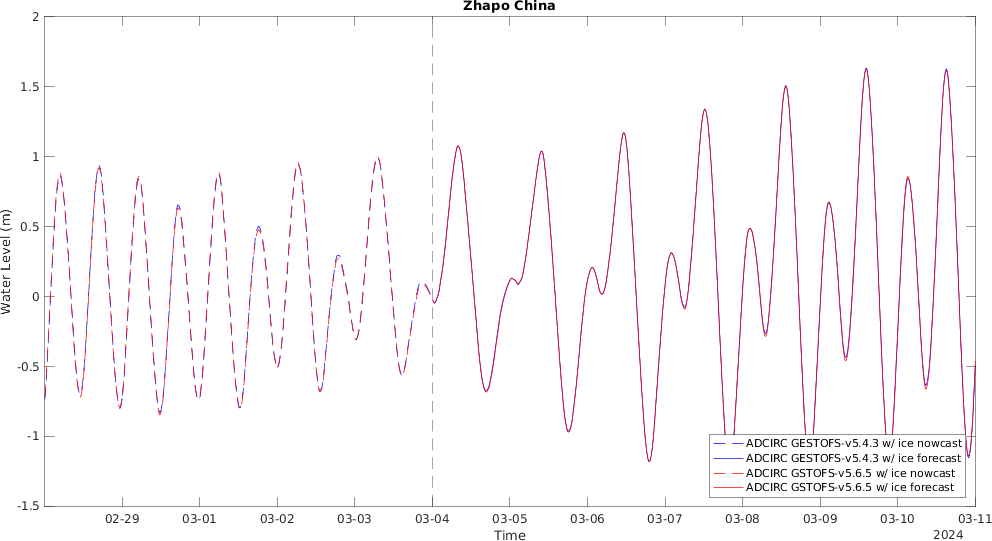 Zhapo China
2
1.5
1
0.5
0
-0.5
-1
-1.5
Water Level (m)
ADCIRC GESTOFS-v5.4.3 w/ ice nowcast
ADCIRC GESTOFS-v5.4.3 w/ ice forecast
ADCIRC GSTOFS-v5.6.5 w/ ice nowcast
ADCIRC GSTOFS-v5.6.5 w/ ice forecast
02-29 03-01 03-02 03-03 03-04 03-05 03-06 03-07 03-08 03-09 03-10 03-11
Time
2024